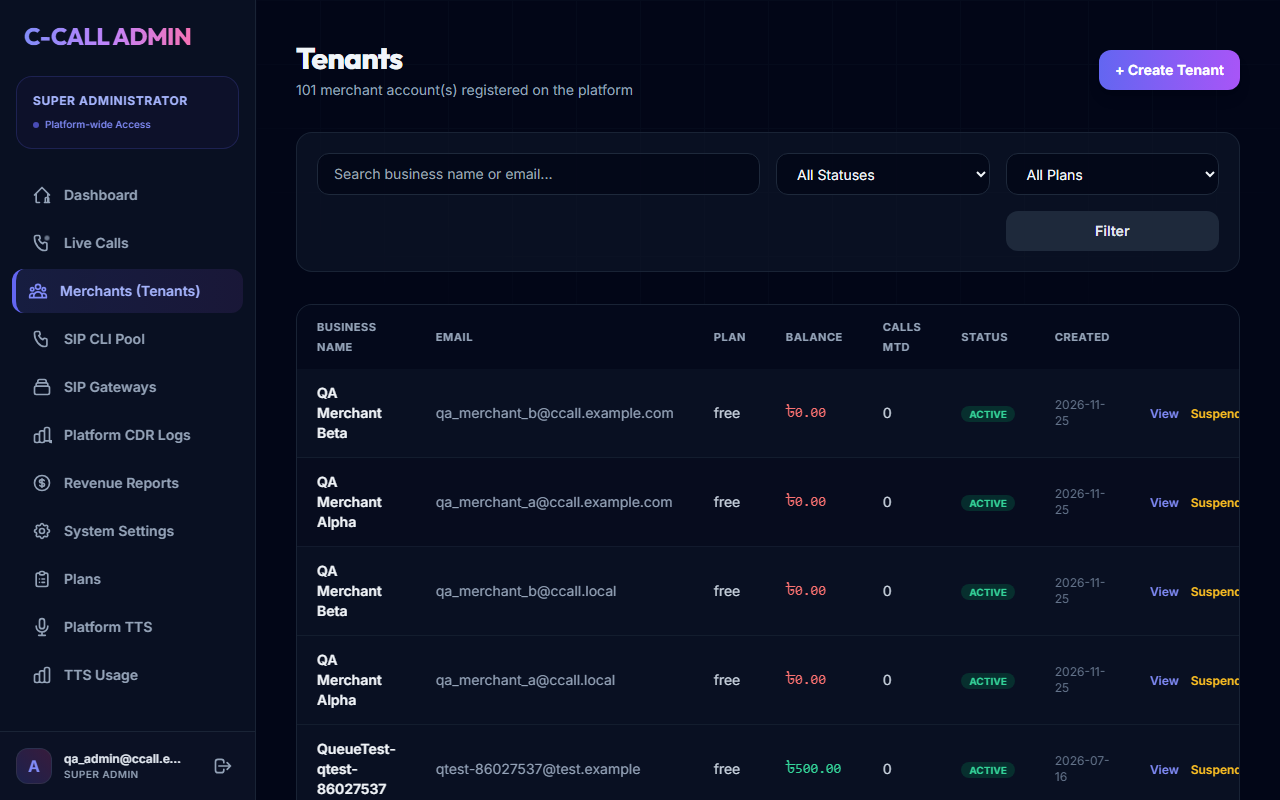 C-CALL ADMIN
SUPER ADMINISTRATOR
Platform-wide Access
Dashboard
Live Calls
Merchants (Tenants)
SIP CLI Pool
SIP Gateways
Platform CDR Logs
Revenue Reports
System Settings
Plans
Platform TTS
TTS Usage
A
qa_admin@ccall.e...
SUPER ADMIN
Tenants
101 merchant account(s) registered on the platform
+ Create Tenant
Search business name or email...
All Statuses
All Plans
Filter
BUSINESS
NAME
EMAIL
PLAN
BALANCE
CALLS
MTD
STATUS
CREATED
QA
Merchant
Beta
qa_merchant_b@ccall.example.com
free
৳0.00
0
ACTIVE
2026-11-
25
View
Suspend
QA
Merchant
Alpha
qa_merchant_a@ccall.example.com
free
৳0.00
0
ACTIVE
2026-11-
25
View
Suspend
QA
Merchant
Beta
qa_merchant_b@ccall.local
free
৳0.00
0
ACTIVE
2026-11-
25
View
Suspend
QA
Merchant
Alpha
qa_merchant_a@ccall.local
free
৳0.00
0
ACTIVE
2026-11-
25
View
Suspend
QueueTest-
qtest-
86027537
qtest-86027537@test.example
free
৳500.00
0
ACTIVE
2026-07-
16
View
Suspend